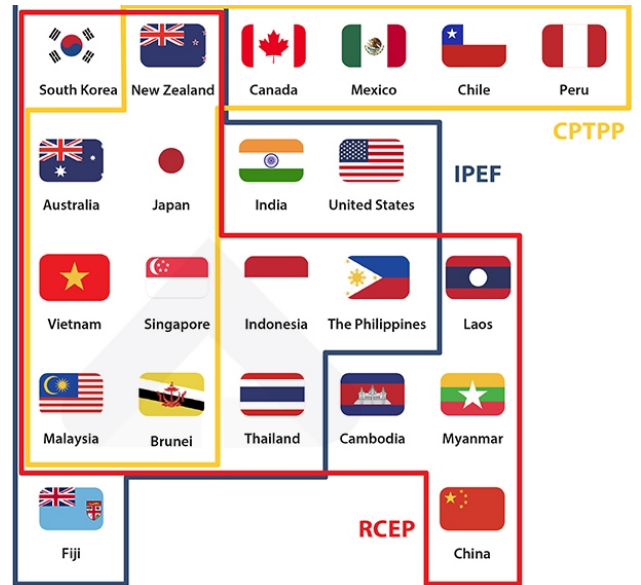 South Korea New Zealand Canada Mexico Chile Peru
CPTPP
IPEF
Australia Japan India United States
Vietnam Singapore Indonesia The Philippines Laos
Malaysia Brunei Thailand Cambodia Myanmar
RCEP
Fiji China